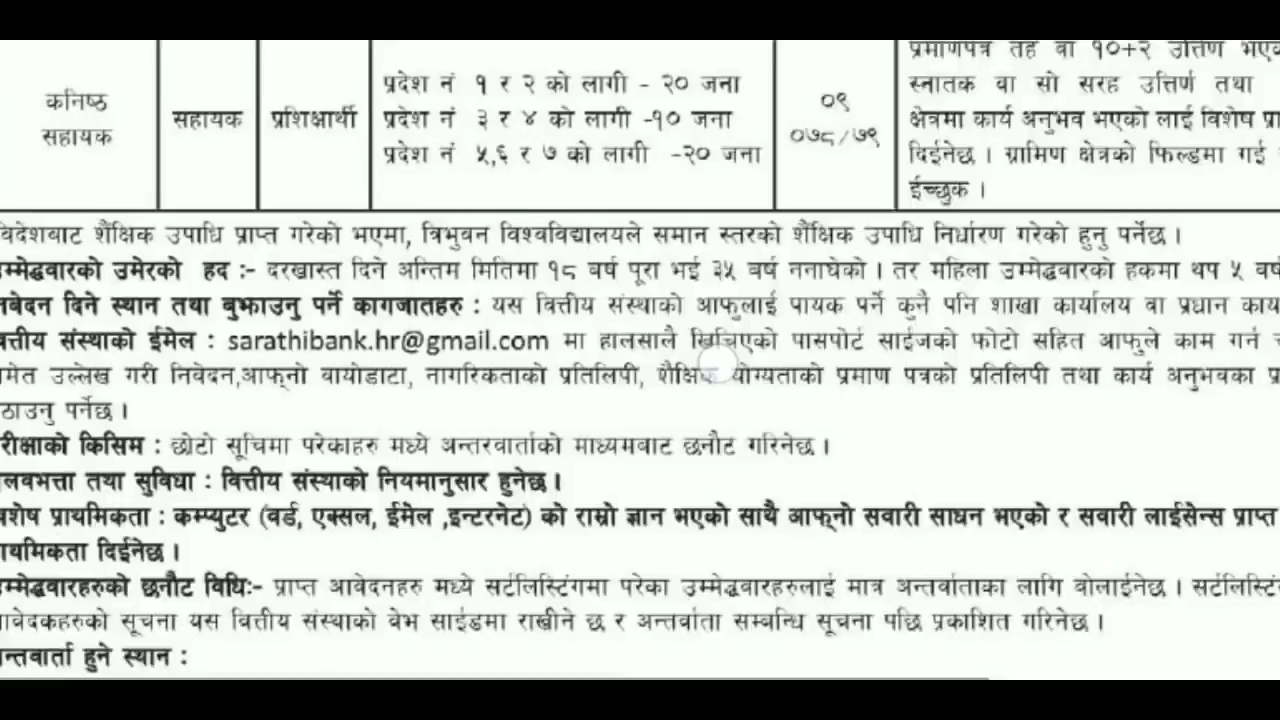 प्रमाणपत्र तह वा १०+२ उत्तिर्ण
कनिष्ठ सहायक
सहायक
प्रशिक्षार्थी
प्रदेश नं १ र २ को लागी - २० जना
प्रदेश नं ३ र ४ को लागी -१० जना
प्रदेश नं ५,६ र ७ को लागी -२० जना
०९
०७८/७९
स्नातक वा सो सरह उत्तिर्ण तथा
क्षेत्रमा कार्य अनुभव भएको लाई विशेष
दिईनेछ । ग्रामिण क्षेत्रको फिल्डमा गई
ईच्छुक ।
विदेशबाट शैंक्षिक उपाधि प्राप्त गरेको भएमा, त्रिभुवन विश्वविद्यालयले समान स्तरको शैंक्षिक उपाधि निर्धारण गरेको हुनु पर्नेछ ।
उम्मेद्धवारको उमेरको हद :- दरखास्त दिने अन्तिम मितिमा १८ बर्ष पूरा भई ३५ बर्ष ननाघेको । तर महिला उम्मेद्धवारको हकमा थप ५ बर्ष
निवेदन दिने स्थान तथा बुझाउनु पर्ने कागजातहरु : यस वित्तीय संस्थाको आफुलाई पायक पर्ने कुनै पनि शाखा कार्यालय वा प्रधान
वित्तीय संस्थाको ईमेल : sarathibank.hr@gmail.com मा हालसालै खिचिएको पासपोर्ट साईजको फोटो सहित आफुले काम गर्न
समेत उल्लेख गरी निवेदन,आफ्नो वायोडाटा, नागरिकताको प्रतिलिपी, शैक्षिक योग्यताको प्रमाण पत्रको प्रतिलिपी तथा कार्य अनुभवका
पठाउनु पर्नेछ ।
परीक्षाको किसिम : छोटो सूचिमा परेकाहरु मध्ये अन्तरवार्ताको माध्यमबाट छनौट गरिनेछ ।
तलवभत्ता तथा सुविधा : वित्तीय संस्थाको नियमानुसार हुनेछ ।
विशेष प्राथमिकता : कम्प्युटर (वर्ड, एक्सल, ईमेल ,इन्टरनेट) को राम्रो ज्ञान भएको साथै आफ्नो सवारी साधन भएको र सवारी लाईसेन्स प्राप्त
प्राथमिकता दिईनेछ ।
उम्मेद्धवारहरुको छनौट विधिः- प्राप्त आवेदनहरु मध्ये सर्टलिस्टिंगमा परेका उम्मेद्धवारहरुलाई मात्र अन्तर्वाताका लागि वोलाईनेछ ।
आवेदकहरुको सूचना यस वित्तीय संस्थाको वेभ साईडमा राखीने छ र अन्तर्वाता सम्वन्धि सूचना पछि प्रकाशित गरिनेछ ।
अन्तवार्ता हुने स्थान :